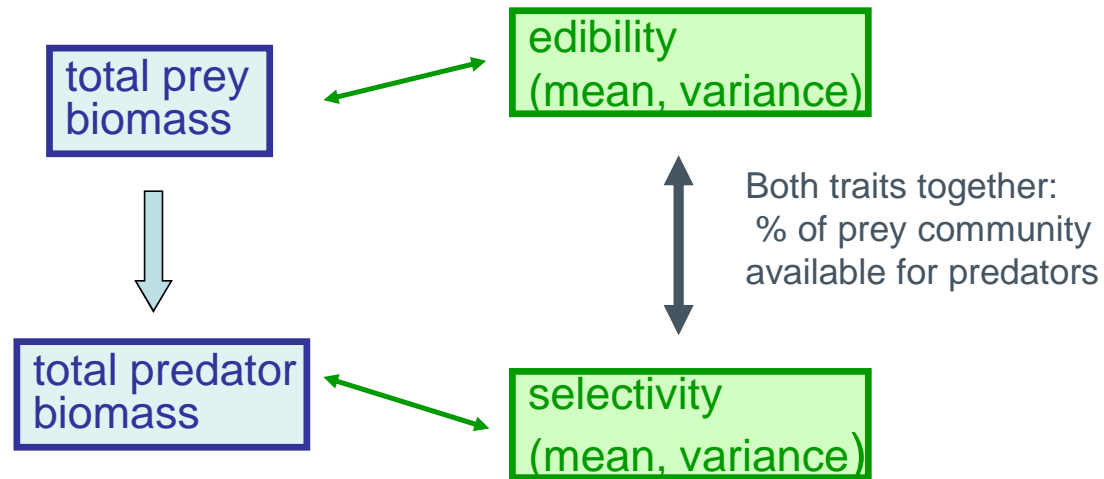 total prey
biomass
edibility
(mean, variance)
Both traits together:
% of prey community
available for predators
total predator
biomass
selectivity
(mean, variance)